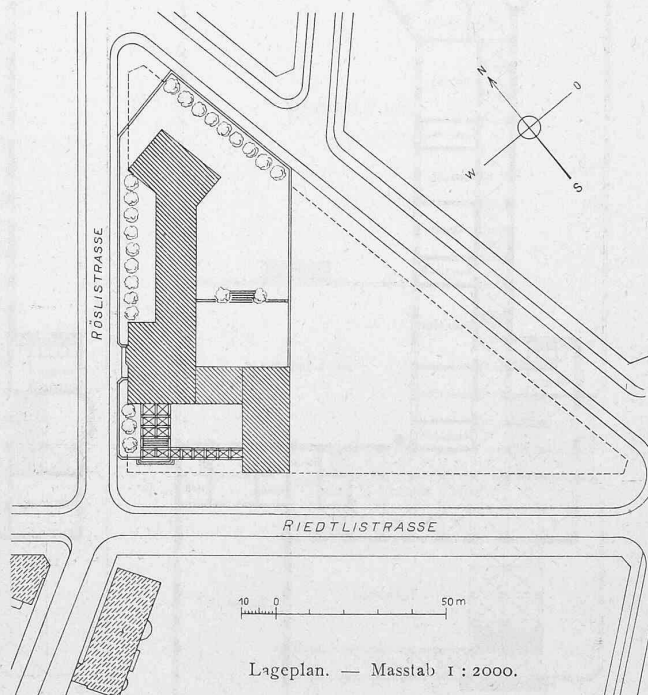 N
O
W
S
RÖSLISTRASSE
RIEDTLISTRASSE
10 0 50 m
Lageplan. — Masstab 1 : 2000.